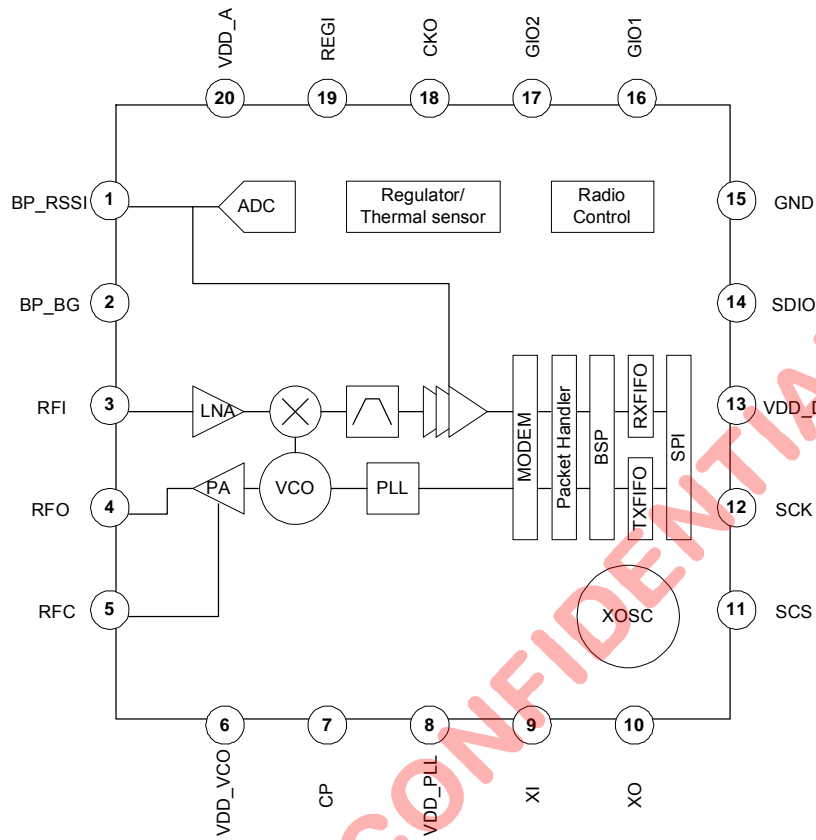 VDD_A
REGI
CKO
GIO2
GIO1
20
19
18
17
16
BP_RSSI
1
ADC
Regulator/
Thermal sensor
Radio
Control
15
GND
BP_BG
2
14
SDIO
RFI
3
LNA
MODEM
Packet Handler
BSP
RXFIFO
SPI
13
VDD_D
RFO
4
PA
VCO
PLL
TXFIFO
12
SCK
RFC
5
XOSC
11
SCS
6
7
8
9
10
VDD_VCO
CP
VDD_PLL
XI
XO
CONFIDENTIA